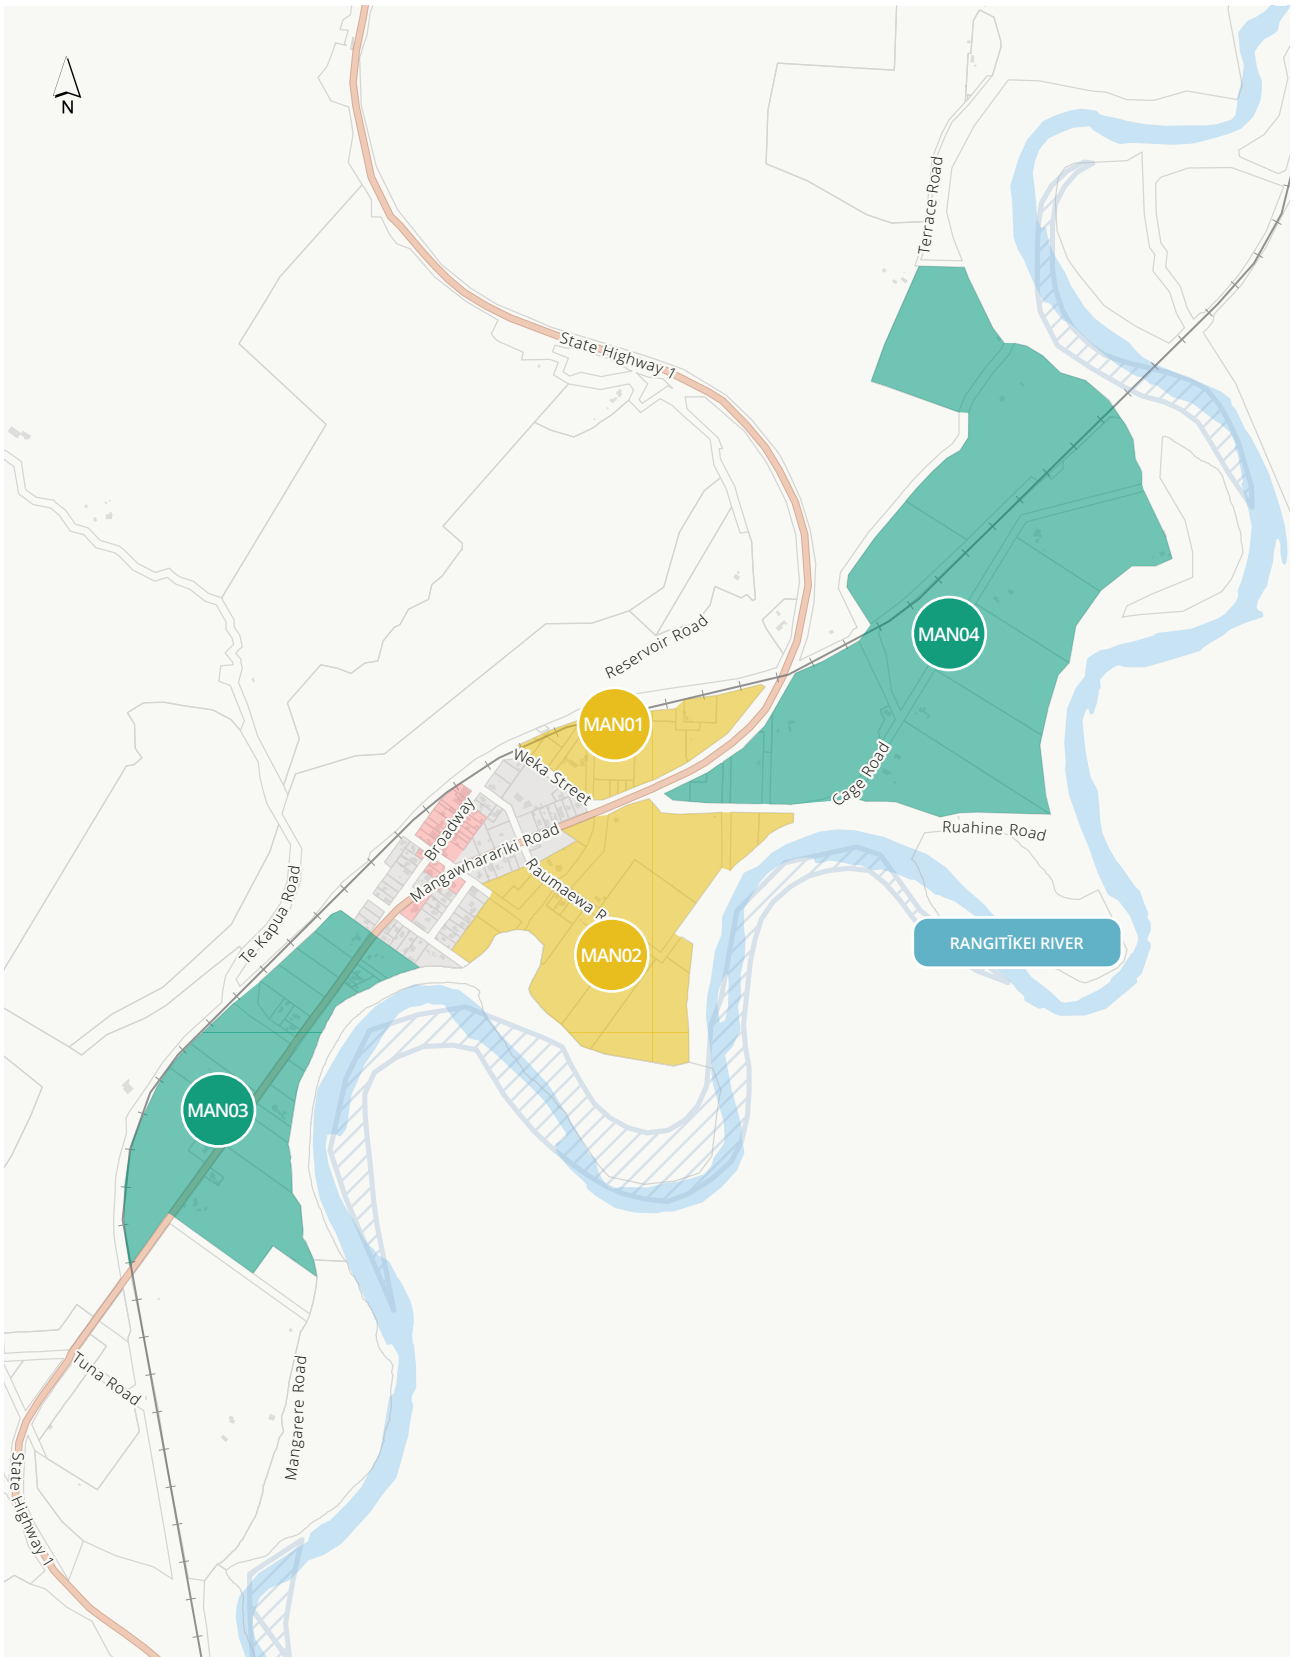 N
Terrace Road
State Highway 1
MAN04
Reservoir Road
MAN01
Weka Street
Cage Road
Broadway
Mangawharariki Road
Ruahine Road
Raumaewa R
Te Kapua Road
RANGITĪKEI RIVER
MAN02
MAN03
Tuna Road
Mangarere Road
State Highway 1